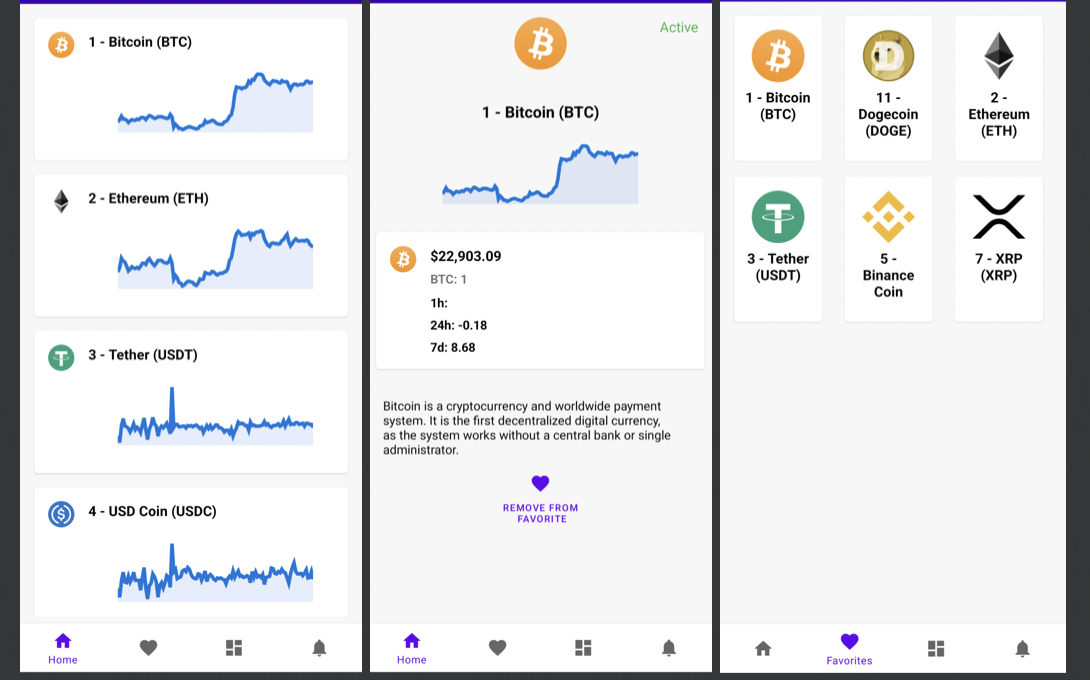 1 - Bitcoin (BTC)
2 - Ethereum (ETH)
3 - Tether (USDT)
4 - USD Coin (USDC)
Home
Active
1 - Bitcoin (BTC)
$22,903.09
BTC: 1
1h:
24h: -0.18
7d: 8.68
Bitcoin is a cryptocurrency and worldwide payment
system. It is the first decentralized digital currency,
as the system works without a central bank or single
administrator.
REMOVE FROM
FAVORITE
Home
1 - Bitcoin
(BTC)
11 -
Dogecoin
(DOGE)
2 -
Ethereum
(ETH)
3 - Tether
(USDT)
5 -
Binance
Coin
7 - XRP
(XRP)
Favorites